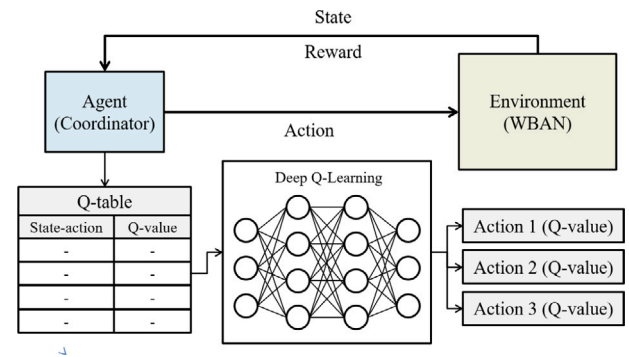 State
Reward
Agent
(Coordinator)
Action
Environment
(WBAN)
Q-table
State-action Q-value
- -
- -
- -
- -
Deep Q-Learning
Action 1 (Q-value)
Action 2 (Q-value)
Action 3 (Q-value)